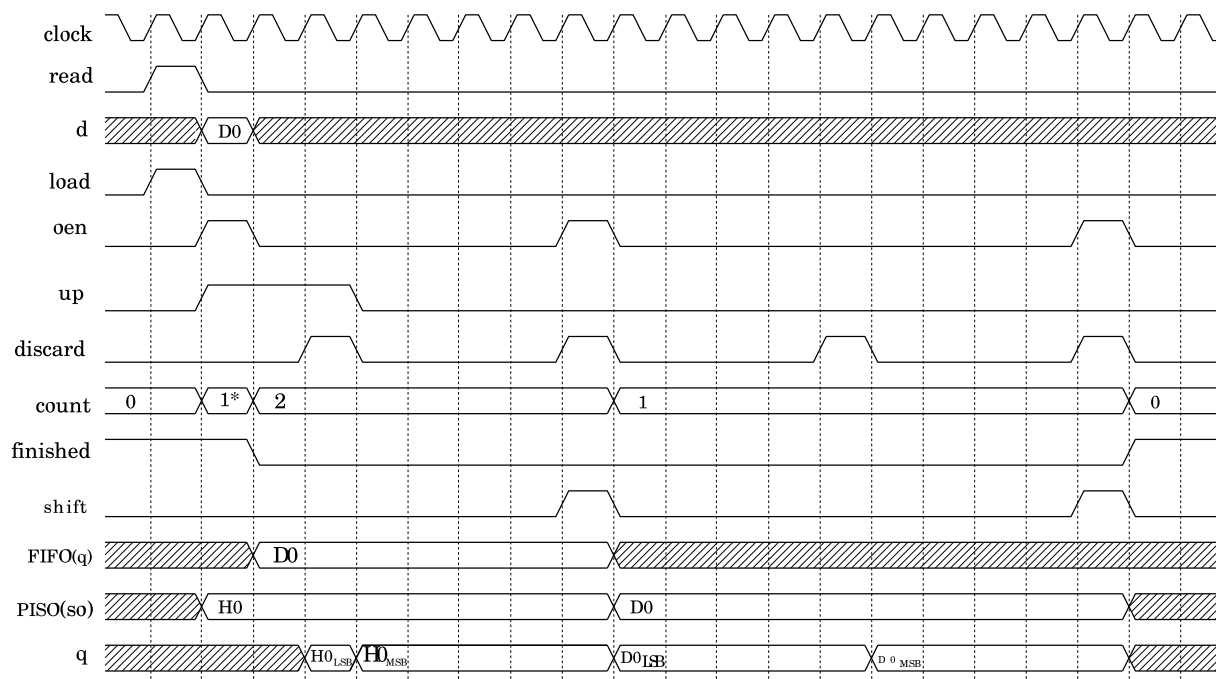 clock
read
d D0
load
oen
up
discard
count 0 1* 2 1 0
finished
shift
FIFO(q) D0
PISO(so) H0 D0
q H0LSB H0MSB D0LSB D0MSB